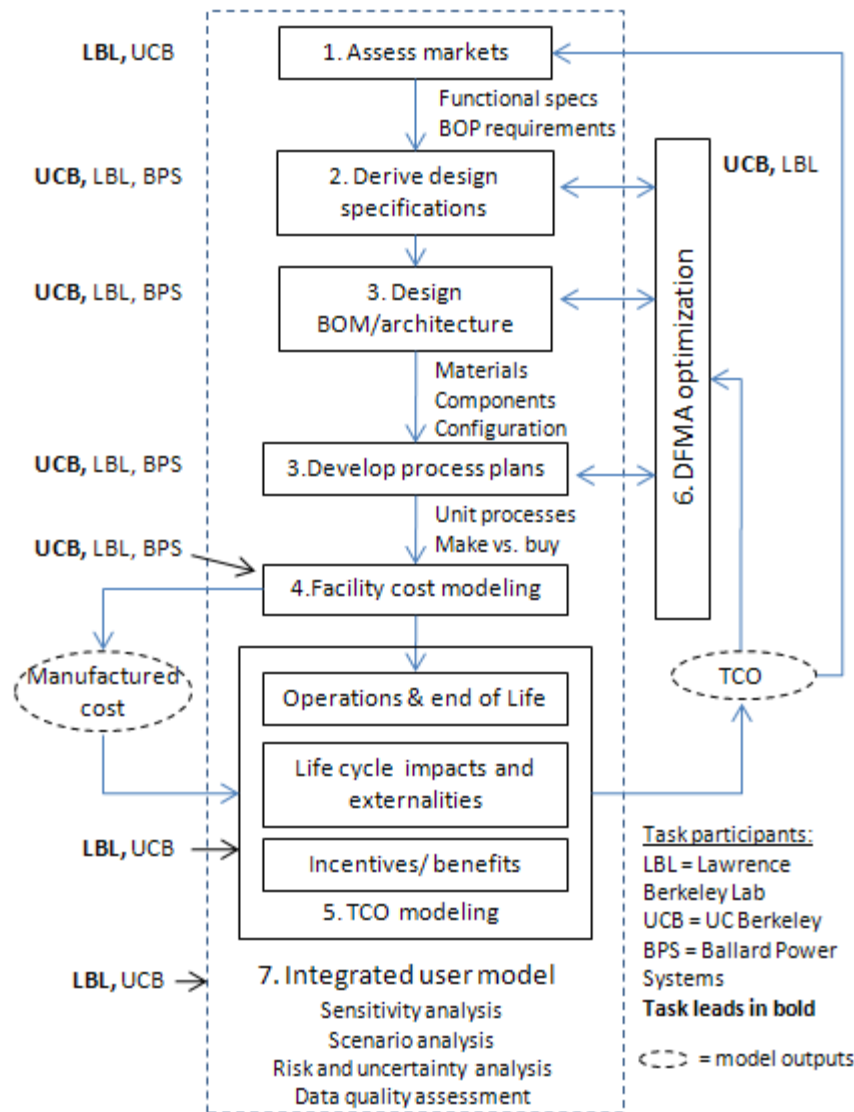 LBL, UCB
1. Assess markets
Functional specs
BOP requirements
UCB, LBL, BPS
2. Derive design
specifications
UCB, LBL
UCB, LBL, BPS
3. Design
BOM/architecture
6. DFMA optimization
Materials
Components
Configuration
UCB, LBL, BPS
3.Develop process plans
Unit processes
Make vs. buy
UCB, LBL, BPS
4.Facility cost modeling
Manufactured
cost
Operations & end of Life
TCO
Life cycle impacts and
externalities
LBL, UCB
Incentives/ benefits
5. TCO modeling
Task participants:
LBL = Lawrence
Berkeley Lab
UCB = UC Berkeley
BPS = Ballard Power
Systems
Task leads in bold
= model outputs
LBL, UCB
7. Integrated user model
Sensitivity analysis
Scenario analysis
Risk and uncertainty analysis
Data quality assessment